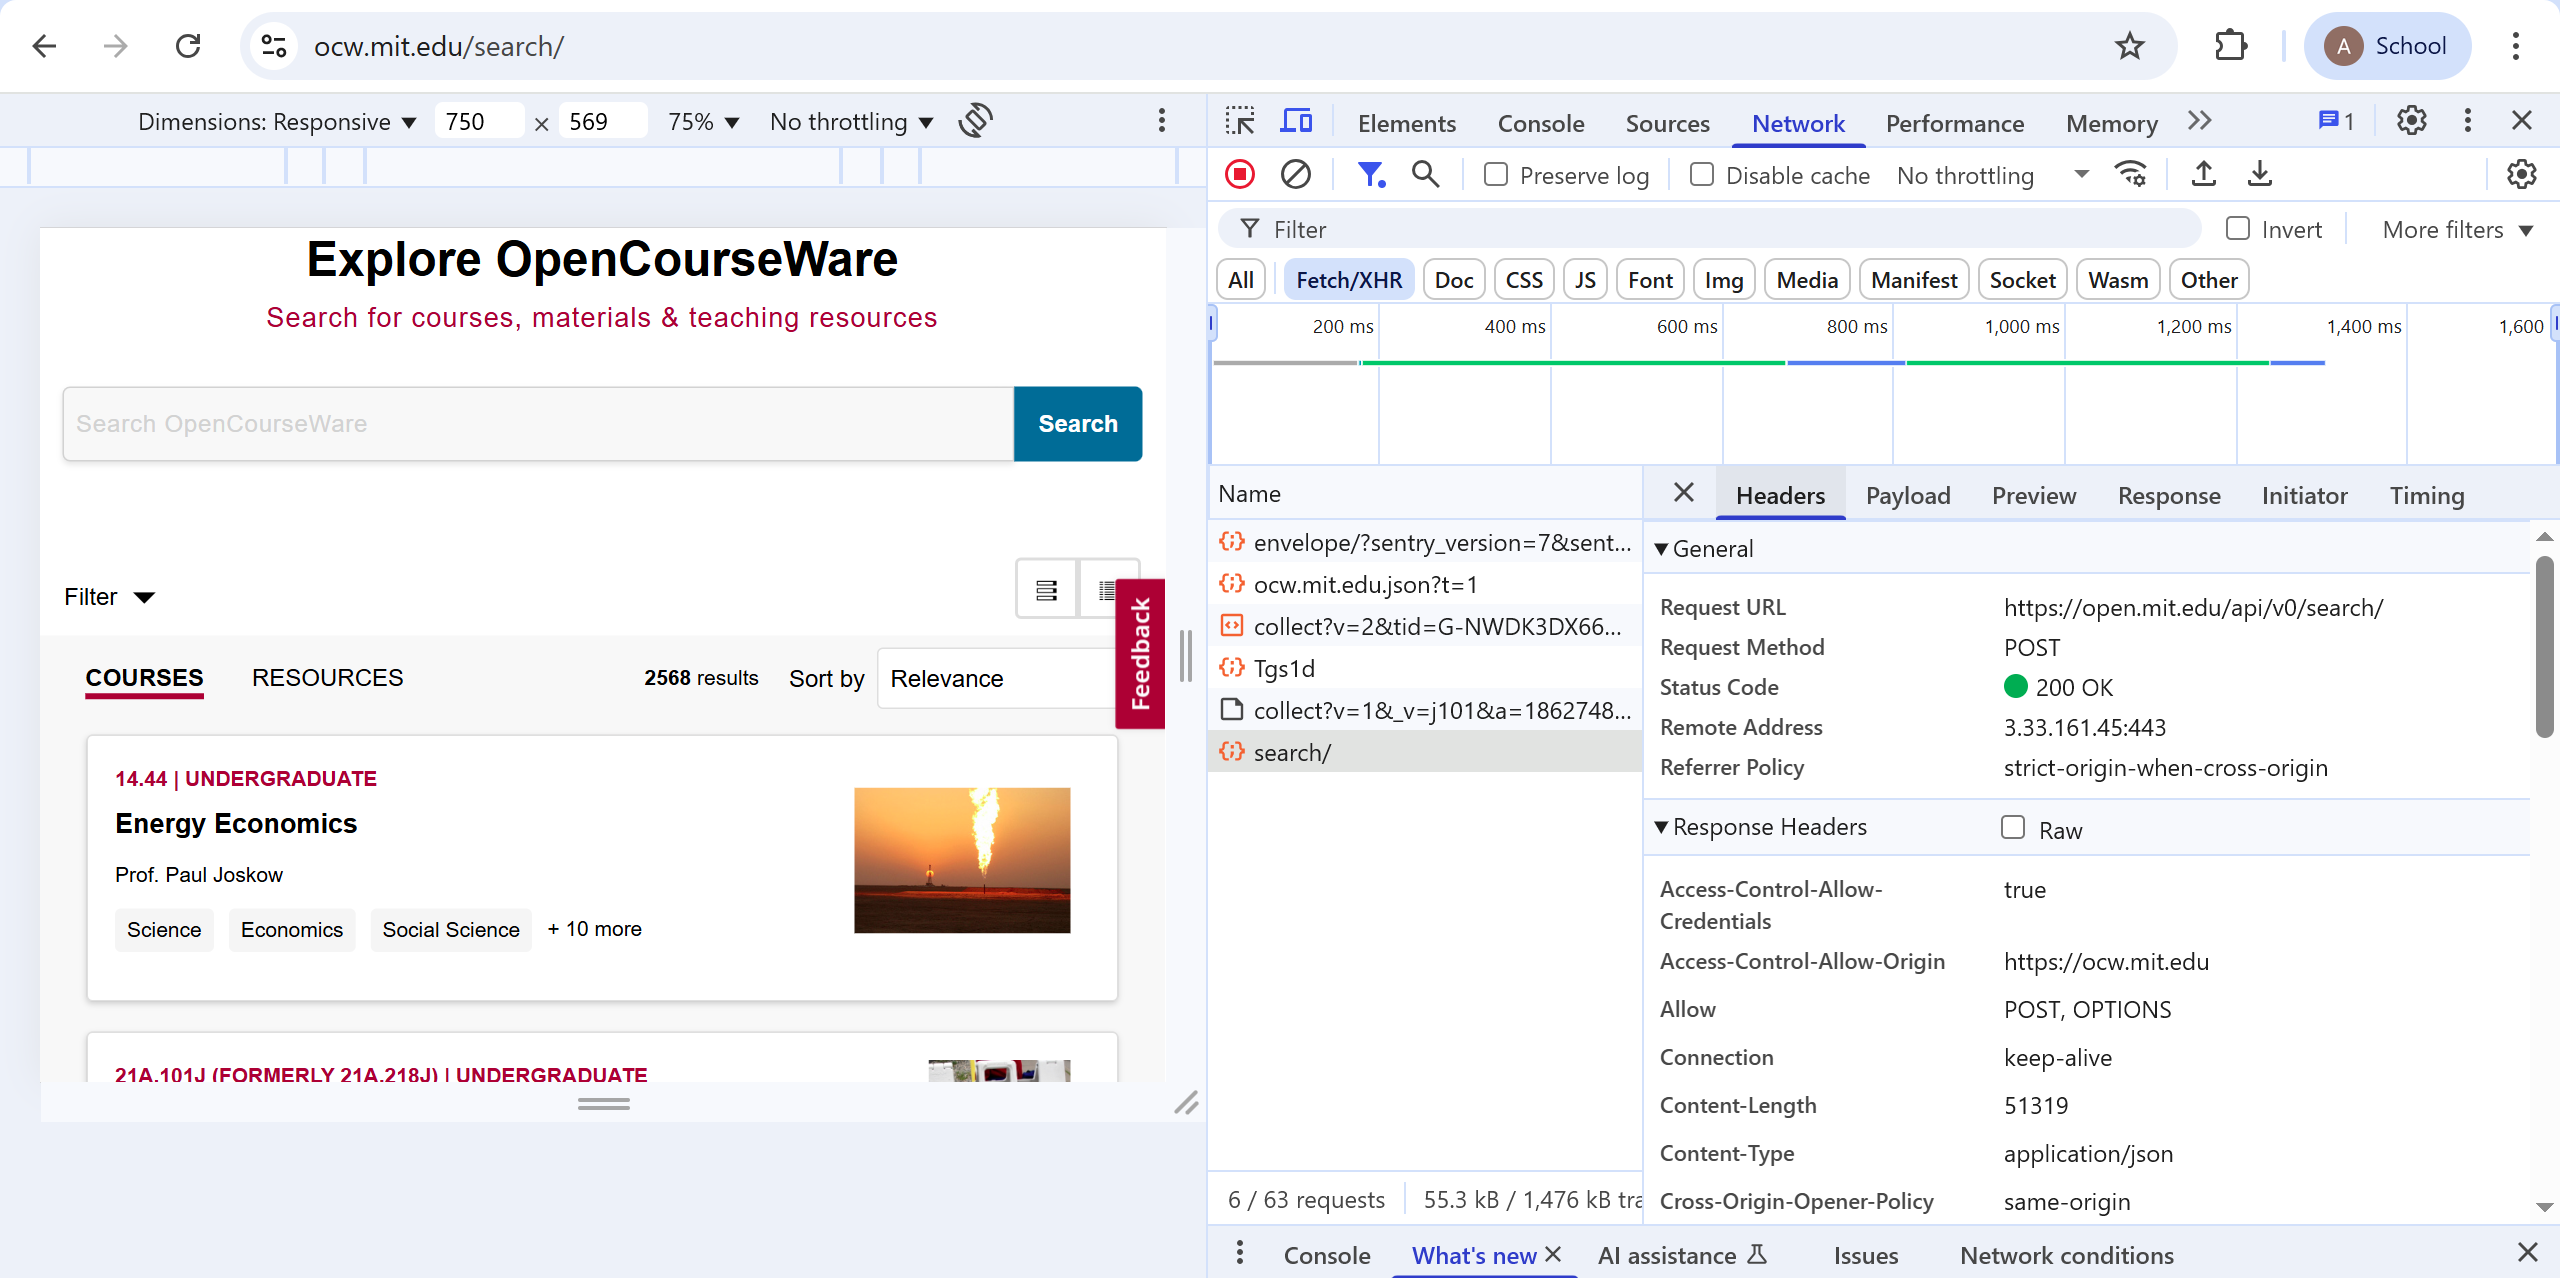 ocw.mit.edu/search/
A School
Dimensions: Responsive 750 × 569 75% No throttling
Explore OpenCourseWare
Search for courses, materials & teaching resources
Search OpenCourseWare Search
Filter
Feedback
COURSES RESOURCES 2568 results Sort by Relevance
14.44 | UNDERGRADUATE
Energy Economics
Prof. Paul Joskow
Science Economics Social Science + 10 more
21A.101J (FORMERLY 21A.218J) | UNDERGRADUATE
Elements Console Sources Network Performance Memory 1
Preserve log Disable cache No throttling
Filter Invert More filters
All Fetch/XHR Doc CSS JS Font Img Media Manifest Socket Wasm Other
200 ms 400 ms 600 ms 800 ms 1,000 ms 1,200 ms 1,400 ms 1,600
Name
envelope/?sentry_version=7&sent...
ocw.mit.edu.json?t=1
collect?v=2&tid=G-NWDK3DX66...
Tgs1d
collect?v=1&_v=j101&a=1862748...
search/
6 / 63 requests 55.3 kB / 1,476 kB tra
Headers Payload Preview Response Initiator Timing
General
Request URL https://open.mit.edu/api/v0/search/
Request Method POST
Status Code 200 OK
Remote Address 3.33.161.45:443
Referrer Policy strict-origin-when-cross-origin
Response Headers Raw
Access-Control-Allow- true
Credentials
Access-Control-Allow-Origin https://ocw.mit.edu
Allow POST, OPTIONS
Connection keep-alive
Content-Length 51319
Content-Type application/json
Cross-Origin-Opener-Policy same-origin
Console What's new AI assistance Issues Network conditions